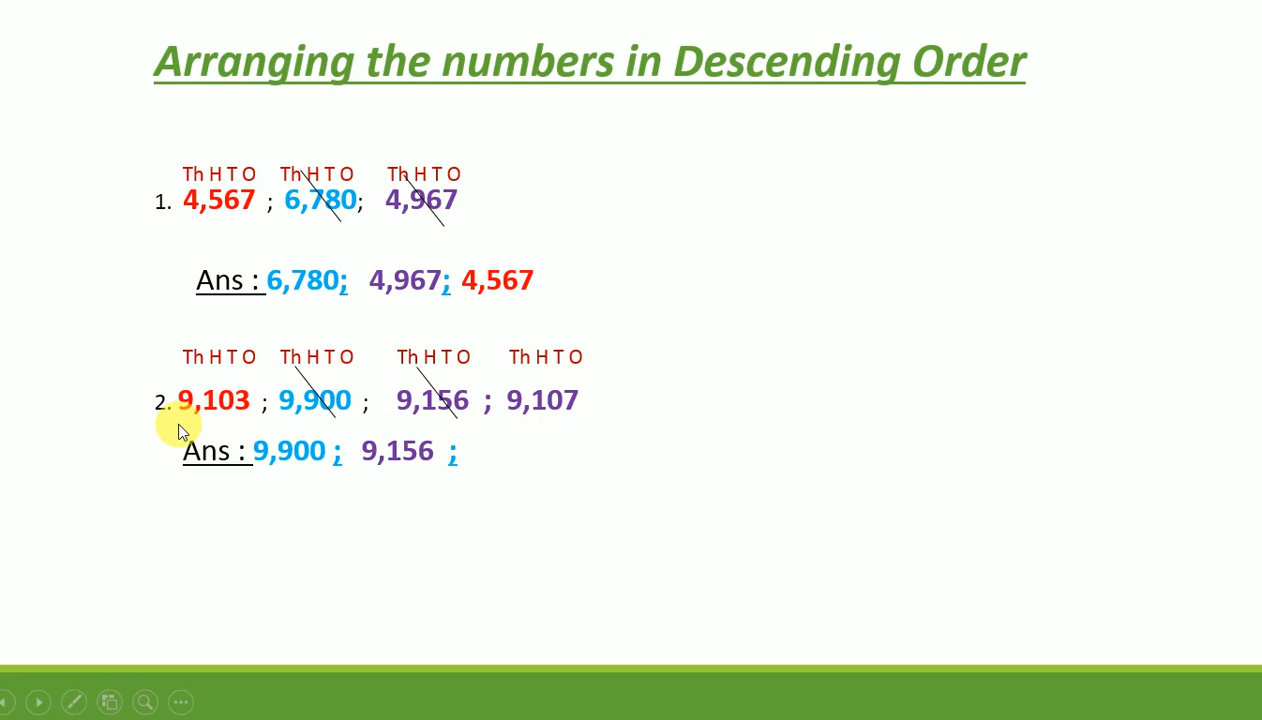 Arranging the numbers in Descending Order
Th H T O Th H T O Th H T O
1. 4,567 ; 6,780; 4,967
Ans : 6,780; 4,967; 4,567
Th H T O Th H T O Th H T O Th H T O
2. 9,103 ; 9,900 ; 9,156 ; 9,107
Ans : 9,900 ; 9,156 ;